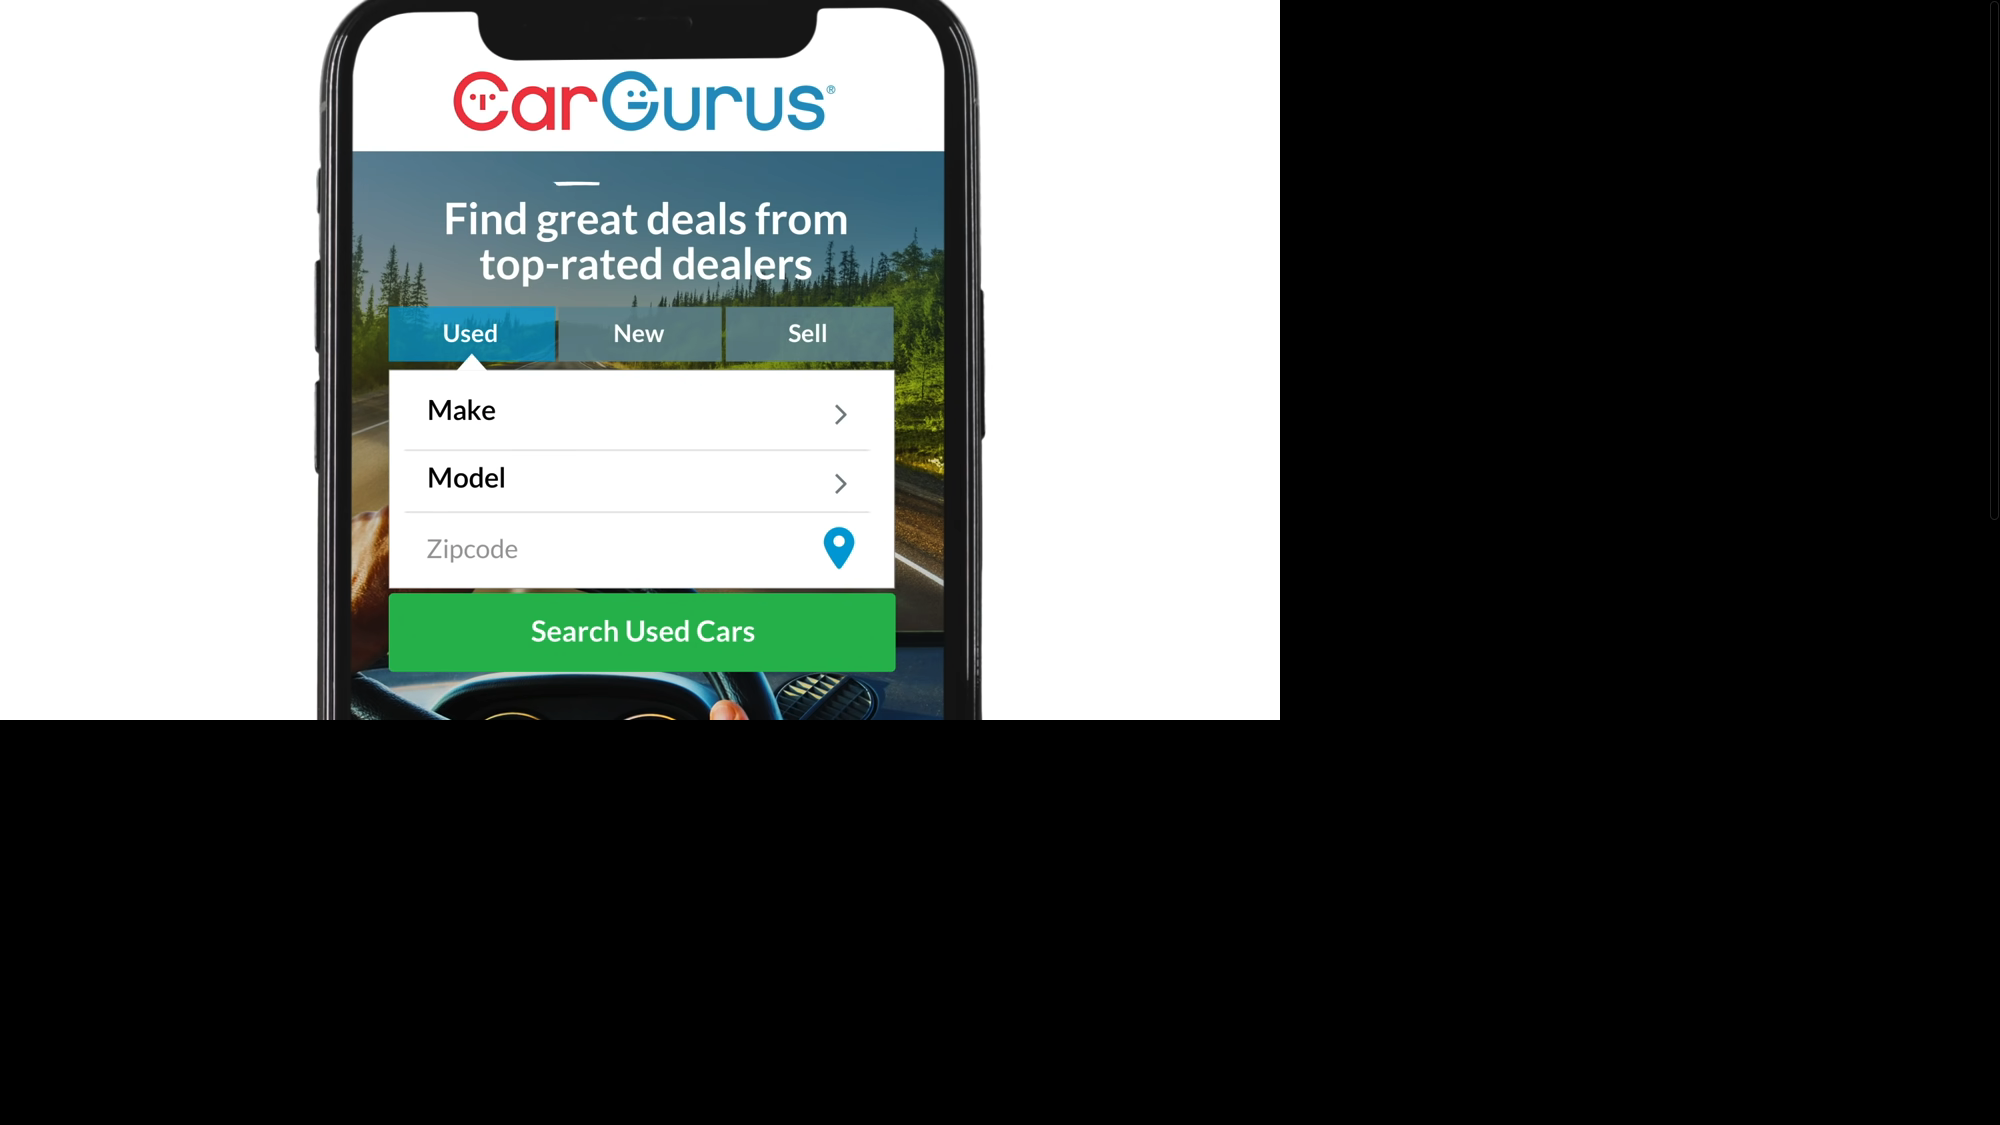 CarGurus®
Find great deals from
top-rated dealers
Used New Sell
Make
Model
Zipcode
Search Used Cars